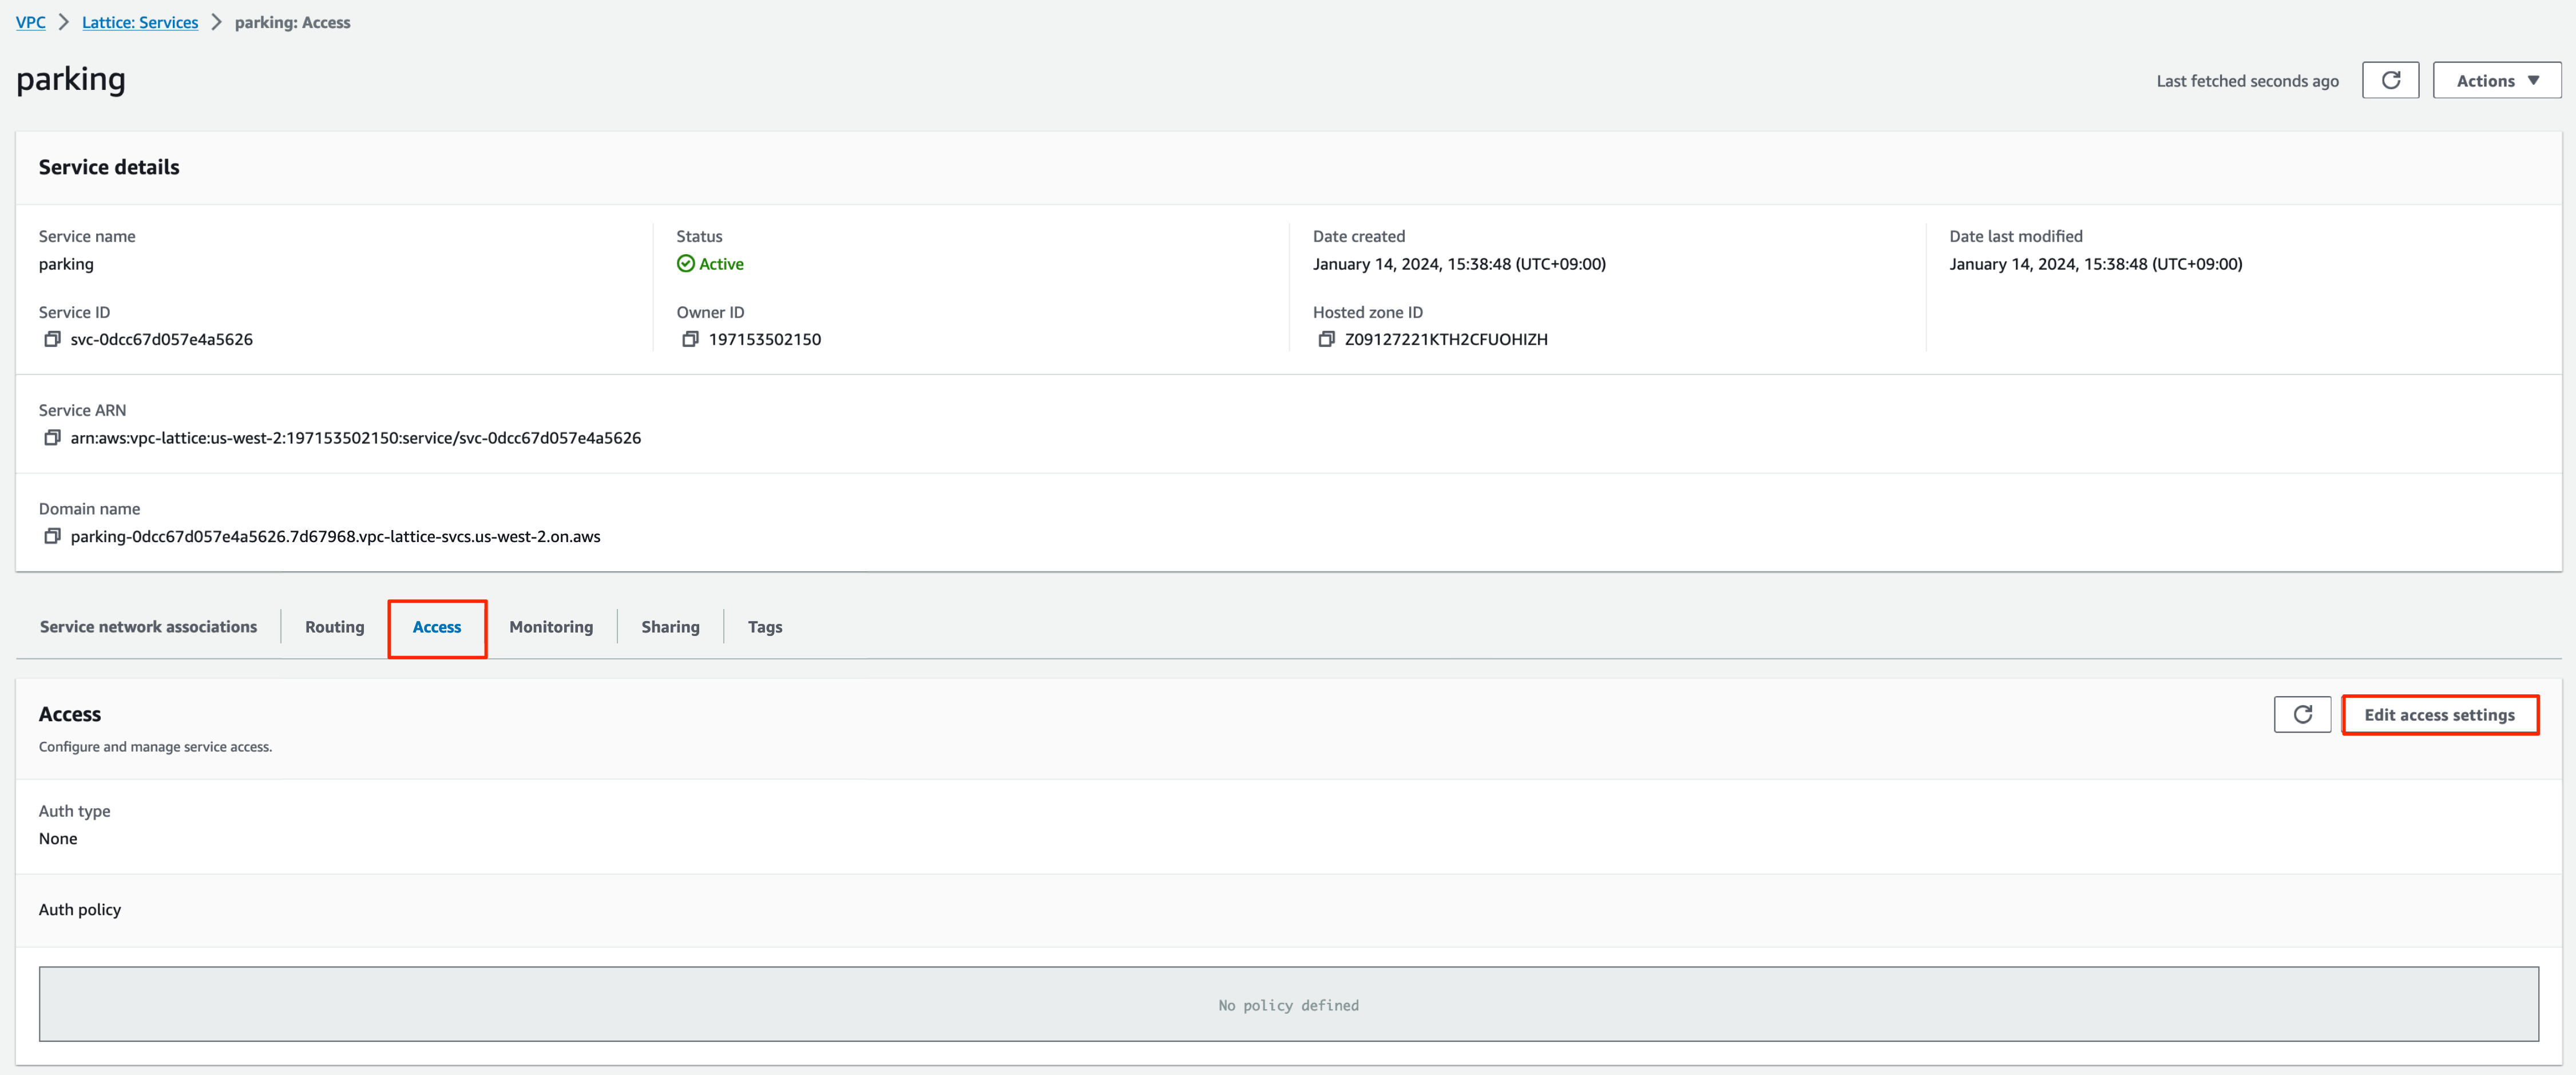 VPC > Lattice: Services > parking: Access
parking
Last fetched seconds ago
Actions
Service details
Service name
parking
Status
Active
Date created
January 14, 2024, 15:38:48 (UTC+09:00)
Date last modified
January 14, 2024, 15:38:48 (UTC+09:00)
Service ID
svc-0dcc67d057e4a5626
Owner ID
197153502150
Hosted zone ID
Z09127221KTH2CFUOHIZH
Service ARN
arn:aws:vpc-lattice:us-west-2:197153502150:service/svc-0dcc67d057e4a5626
Domain name
parking-0dcc67d057e4a5626.7d67968.vpc-lattice-svcs.us-west-2.on.aws
Service network associations
Routing
Access
Monitoring
Sharing
Tags
Access
Edit access settings
Configure and manage service access.
Auth type
None
Auth policy
No policy defined